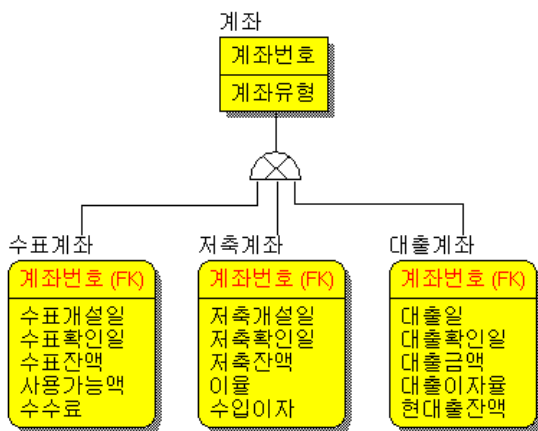 계좌
계좌번호
계좌유형
수표계좌
계좌번호 (FK)
수표개설일
수표확인일
수표잔액
사용가능액
수수료
저축계좌
계좌번호 (FK)
저축개설일
저축확인일
저축잔액
이율
수입이자
대출계좌
계좌번호 (FK)
대출일
대출확인일
대출금액
대출이자율
현대출잔액